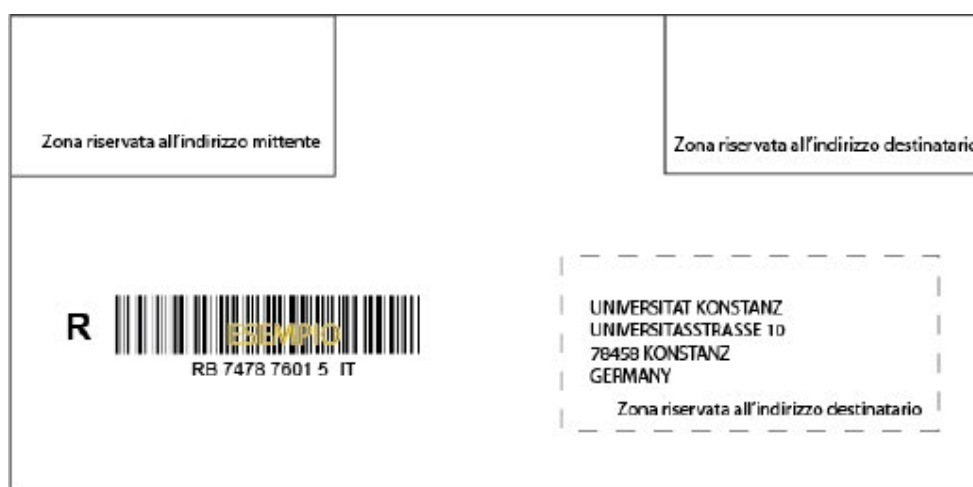 Zona riservata all'indirizzo mittente
Zona riservata all'indirizzo destinatario
R
ESEMPIO
RB 7478 7601 5 IT
UNIVERSITAT KONSTANZ
UNIVERSITASSTRASSE 10
78458 KONSTANZ
GERMANY
Zona riservata all'indirizzo destinatario